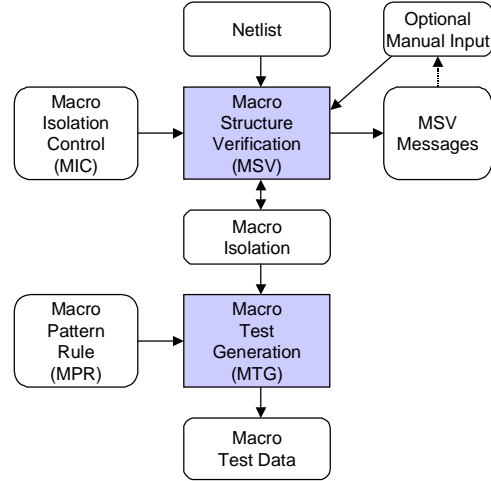 Netlist
Optional
Manual Input
Macro
Isolation
Control
(MIC)
Macro
Structure
Verification
(MSV)
MSV
Messages
Macro
Isolation
Macro
Pattern
Rule
(MPR)
Macro
Test
Generation
(MTG)
Macro
Test Data